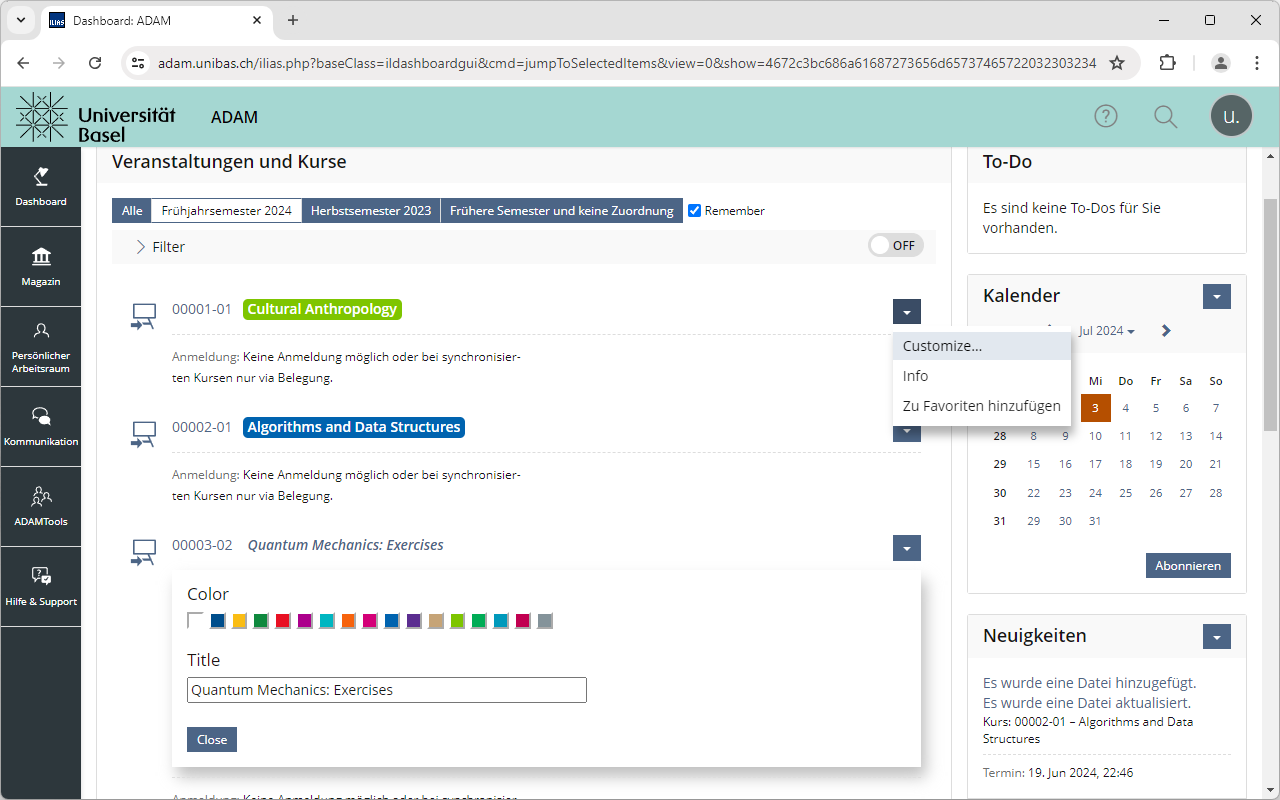 ILIAS Dashboard: ADAM
adam.unibas.ch/ilias.php?baseClass=ildashboardgui&cmd=jumpToSelectedItems&view=0&show=4672c3bc686a61687273656d65737465722032303234
Universität
Basel
ADAM
u.
Dashboard
Magazin
Persönlicher
Arbeitsraum
Kommunikation
ADAMTools
Hilfe & Support
Veranstaltungen und Kurse
Alle Frühjahrsemester 2024 Herbstsemester 2023 Frühere Semester und keine Zuordnung Remember
Filter OFF
00001-01 Cultural Anthropology
Anmeldung: Keine Anmeldung möglich oder bei synchronisier-
ten Kursen nur via Belegung.
Customize...
Info
Zu Favoriten hinzufügen
00002-01 Algorithms and Data Structures
Anmeldung: Keine Anmeldung möglich oder bei synchronisier-
ten Kursen nur via Belegung.
00003-02 Quantum Mechanics: Exercises
Color
Title
Quantum Mechanics: Exercises
Close
Anmeldung: Keine Anmeldung möglich oder bei synchronisier-
To-Do
Es sind keine To-Dos für Sie
vorhanden.
Kalender
Jul 2024
Mi Do Fr Sa So
3 4 5 6 7
28 8 9 10 11 12 13 14
29 15 16 17 18 19 20 21
30 22 23 24 25 26 27 28
31 29 30 31
Abonnieren
Neuigkeiten
Es wurde eine Datei hinzugefügt.
Es wurde eine Datei aktualisiert.
Kurs: 00002-01 – Algorithms and Data
Structures
Termin: 19. Jun 2024, 22:46